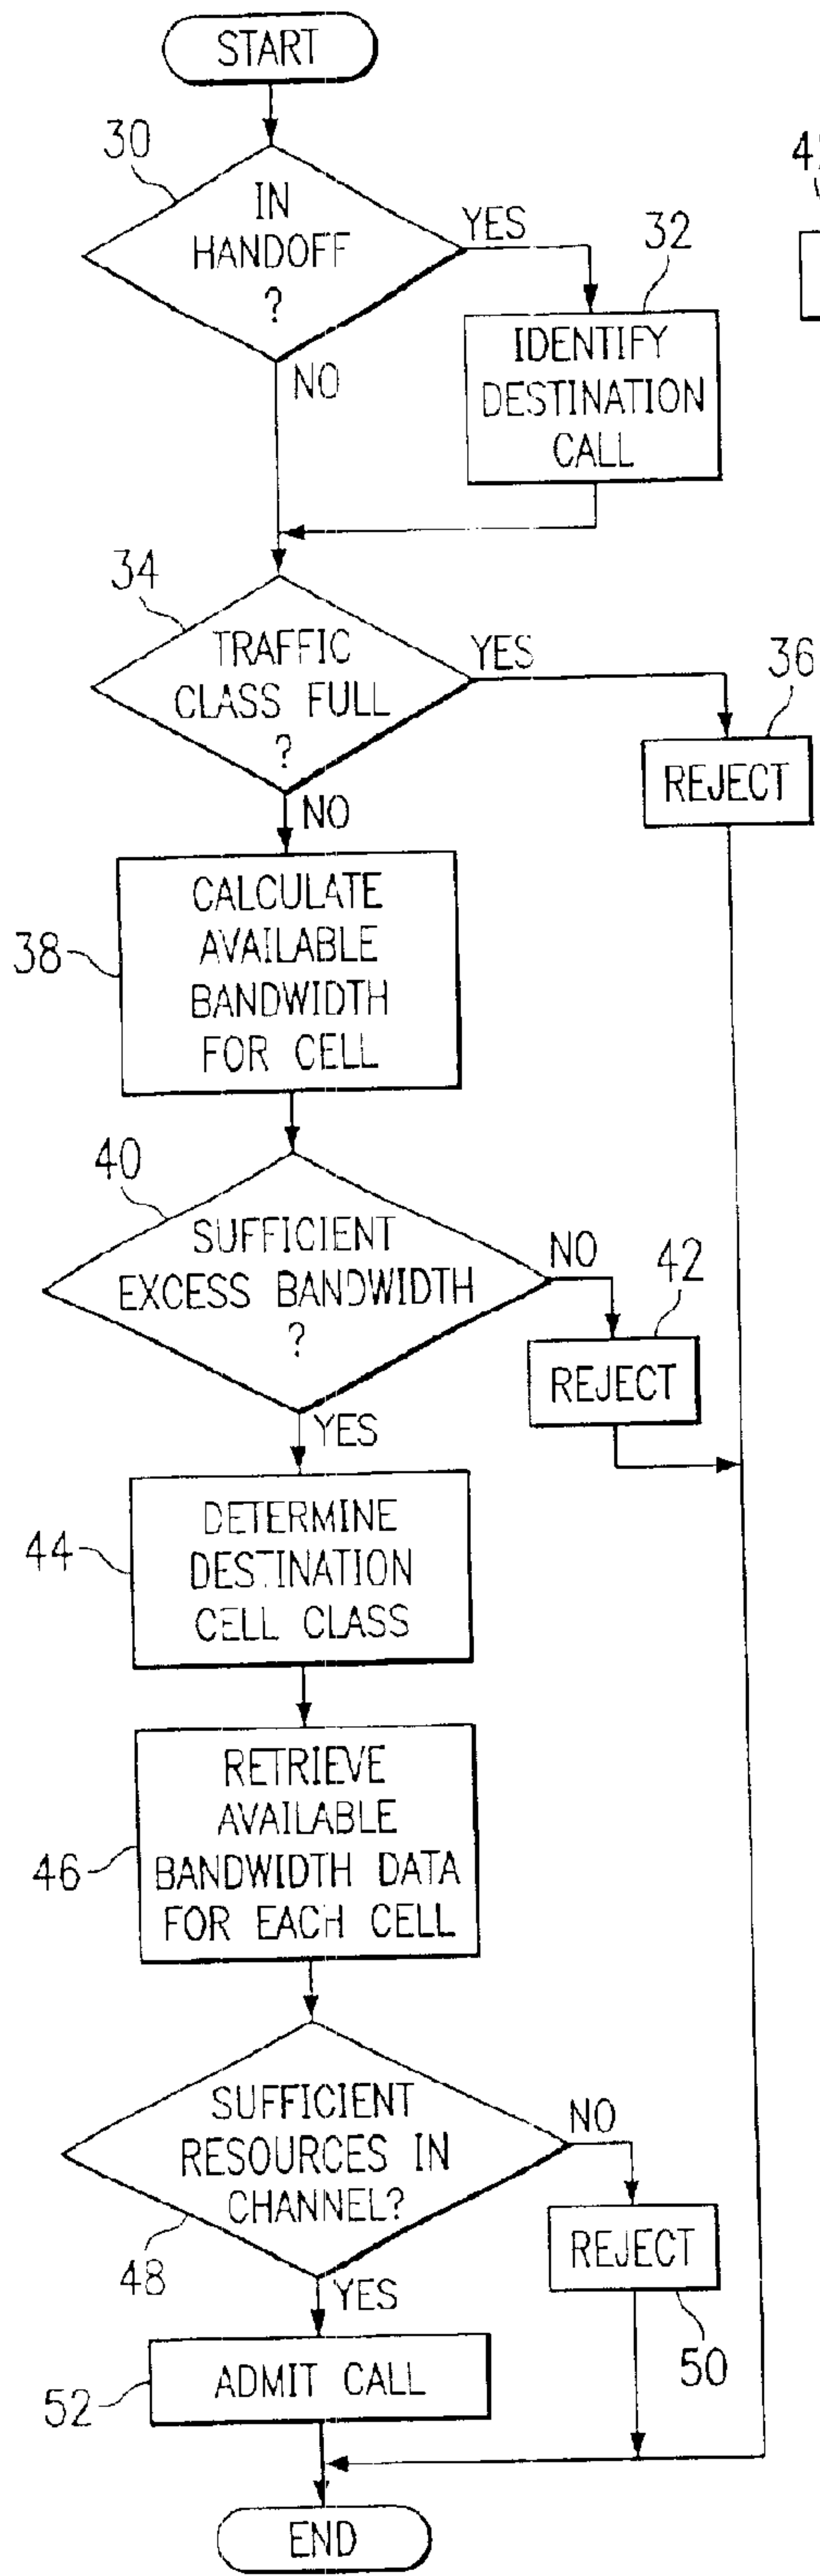 START
30
IN
HANDOFF
?
YES
NO
32
IDENTIFY
DESTINATION
CALL
34
TRAFFIC
CLASS FULL
?
YES
NO
36
REJECT
38
CALCULATE
AVAILABLE
BANDWIDTH
FOR CELL
40
SUFFICIENT
EXCESS BANDWIDTH
?
NO
YES
42
REJECT
44
DETERMINE
DESTINATION
CELL CLASS
46
RETRIEVE
AVAILABLE
BANDWIDTH DATA
FOR EACH CELL
SUFFICIENT
RESOURCES IN
CHANNEL?
48
NO
YES
REJECT
50
52
ADMIT CALL
END